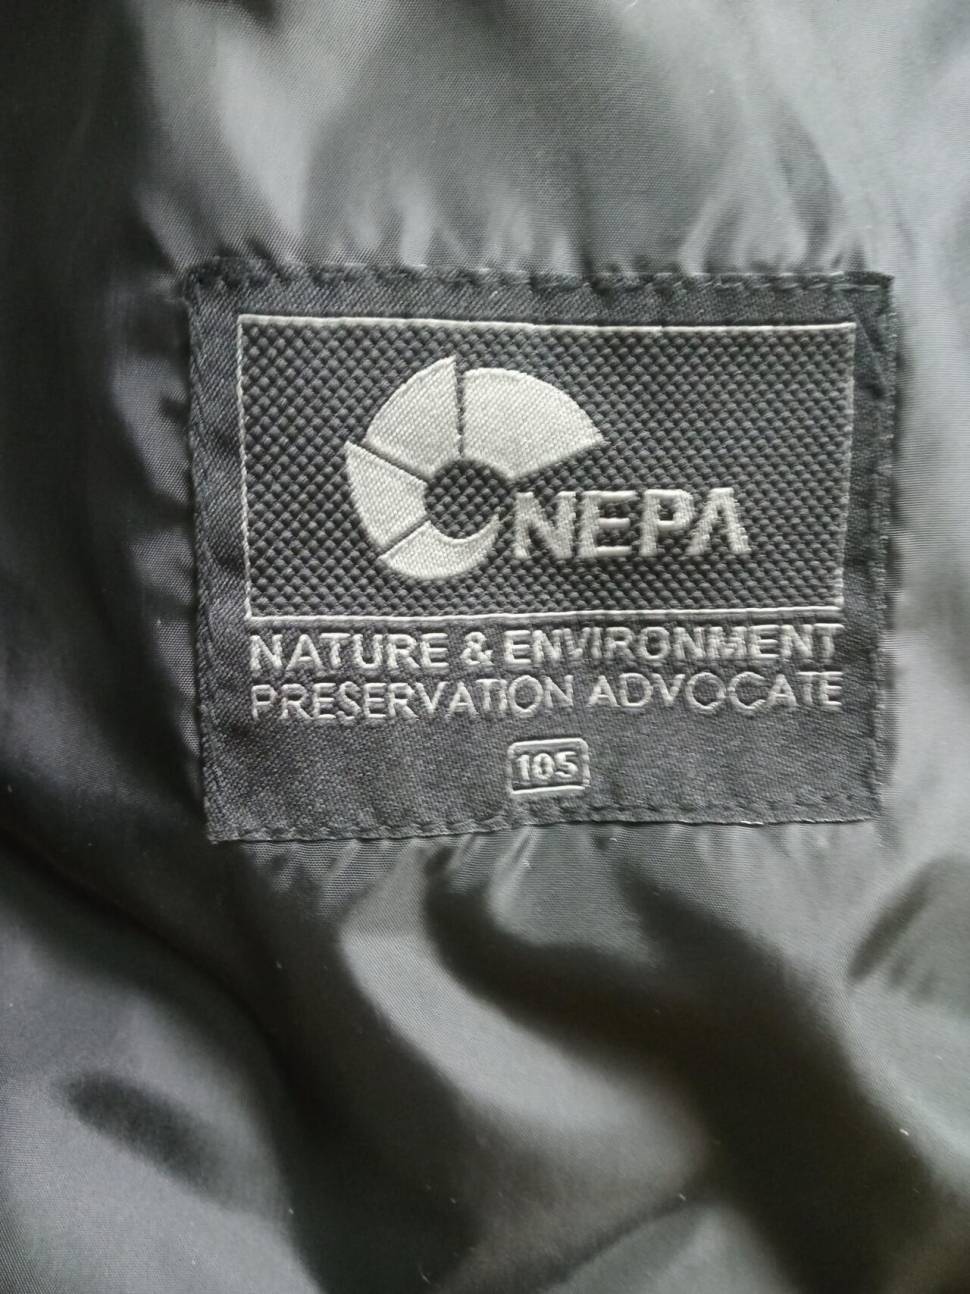 NEPA
NATURE & ENVIRONMENT
PRESERVATION ADVOCATE
105